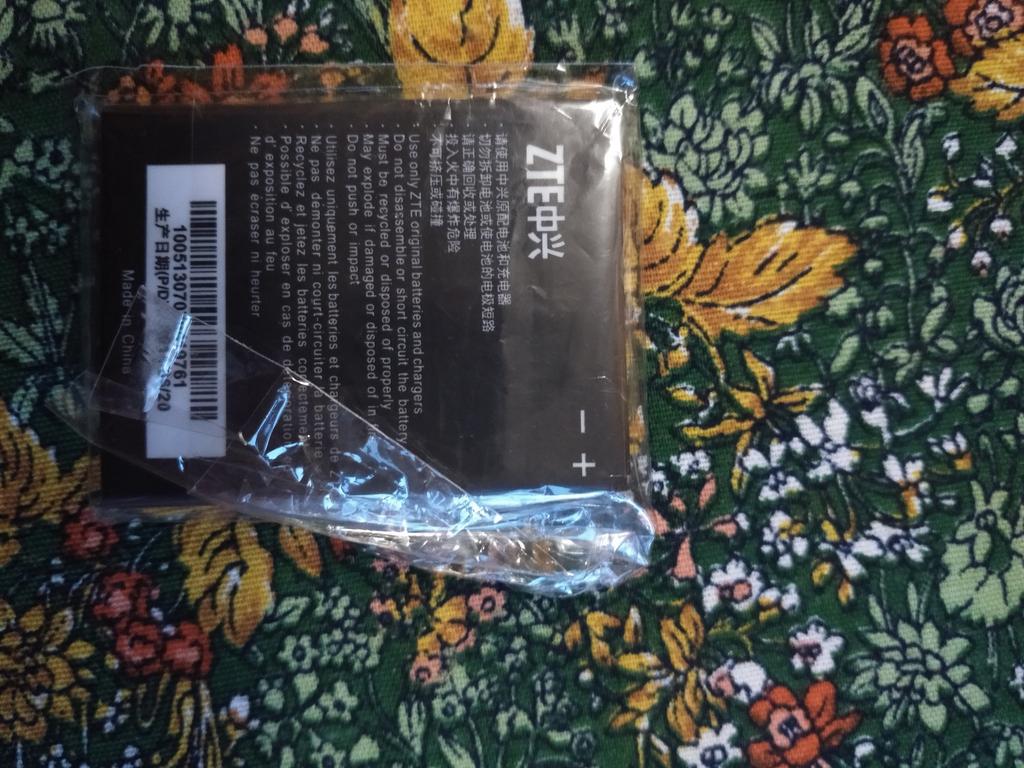 ZTE中兴
- +
· 请使用中兴原配电池和充电器
切勿拆卸电池或使电池的电极短路
请正确回收或处理
投入火中有爆炸危险
不可挤压或碰撞
· Use only ZTE original batteries and chargers
Do not disassemble or short circuit the battery
Must be recycled or disposed of properly
May explode if damaged or disposed of in
Do not push or impact
· Utilisez uniquement les batteries et chargeurs de
· Ne pas demonter ni court-circuiter la batterie
· Recyclez et jetez les batteries correctement
· Possible d' exploser en cas de
d' exposition au feu
· Ne pas écraser ni heurter
100513070
生产日期(P/D
Made in China